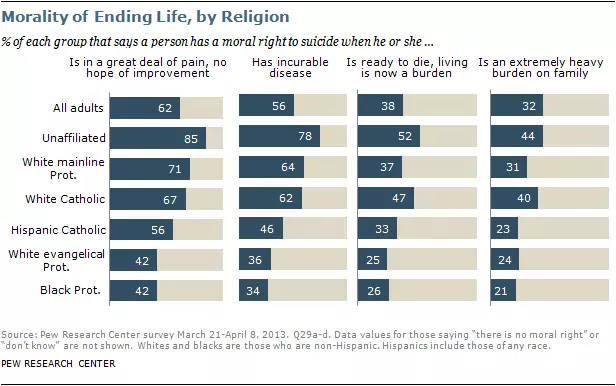 Morality of Ending Life, by Religion
% of each group that says a person has a moral right to suicide when he or she ...
Is in a great deal of pain, no hope of improvement
Has incurable disease
Is ready to die, living is now a burden
Is an extremely heavy burden on family
All adults 62 56 38 32
Unaffiliated 85 78 52 44
White mainline Prot. 71 64 37 31
White Catholic 67 62 47 40
Hispanic Catholic 56 46 33 23
White evangelical Prot. 42 36 25 24
Black Prot. 42 34 26 21
Source: Pew Research Center survey March 21-April 8, 2013. Q29a-d. Data values for those saying “there is no moral right” or
“don’t know” are not shown. Whites and blacks are those who are non-Hispanic. Hispanics include those of any race.
PEW RESEARCH CENTER